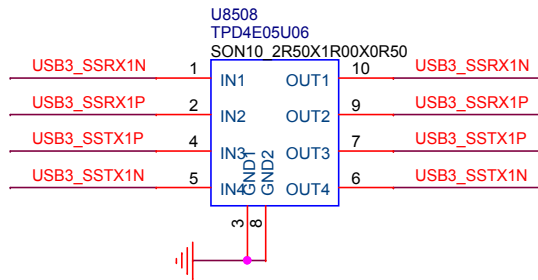 U8508
TPD4E05U06
SON10_2R50X1R00X0R50
USB3_SSRX1N 1 IN1 OUT1 10 USB3_SSRX1N
USB3_SSRX1P 2 IN2 OUT2 9 USB3_SSRX1P
USB3_SSTX1P 4 IN3 OUT3 7 USB3_SSTX1P
USB3_SSTX1N 5 IN4 OUT4 6 USB3_SSTX1N
GND1 GND2
3 8